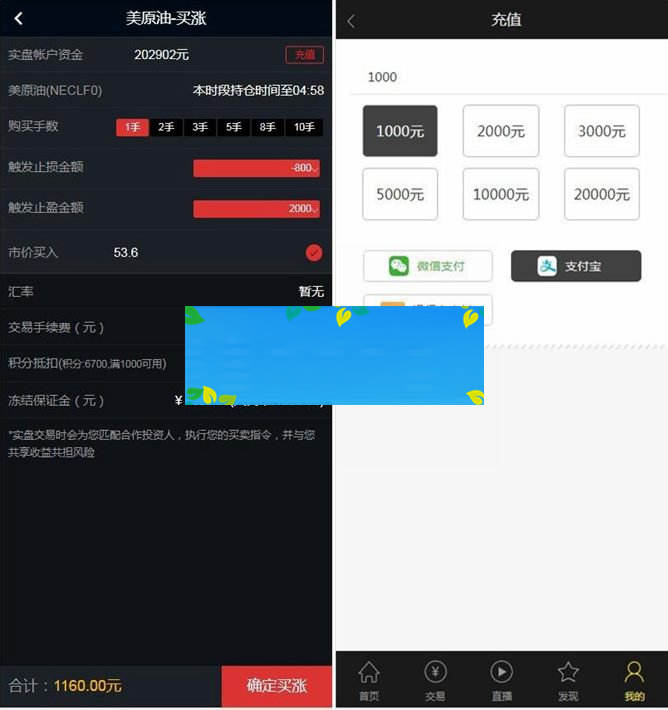 美原油-买涨
实盘帐户资金 202902元 充值
美原油(NECLF0) 本时段持仓时间至04:58
购买手数 1手 2手 3手 5手 8手 10手
触发止损金额 -800
触发止盈金额 2000
市价买入 53.6
汇率 暂无
交易手续费（元）
积分抵扣(积分:6700,满1000可用)
冻结保证金（元） ¥
*实盘交易时会为您匹配合作投资人，执行您的买卖指令，并与您
共享收益共担风险
合计：1160.00元 确定买涨
充值
1000
1000元 2000元 3000元
5000元 10000元 20000元
微信支付 支付宝
首页 交易 直播 发现 我的